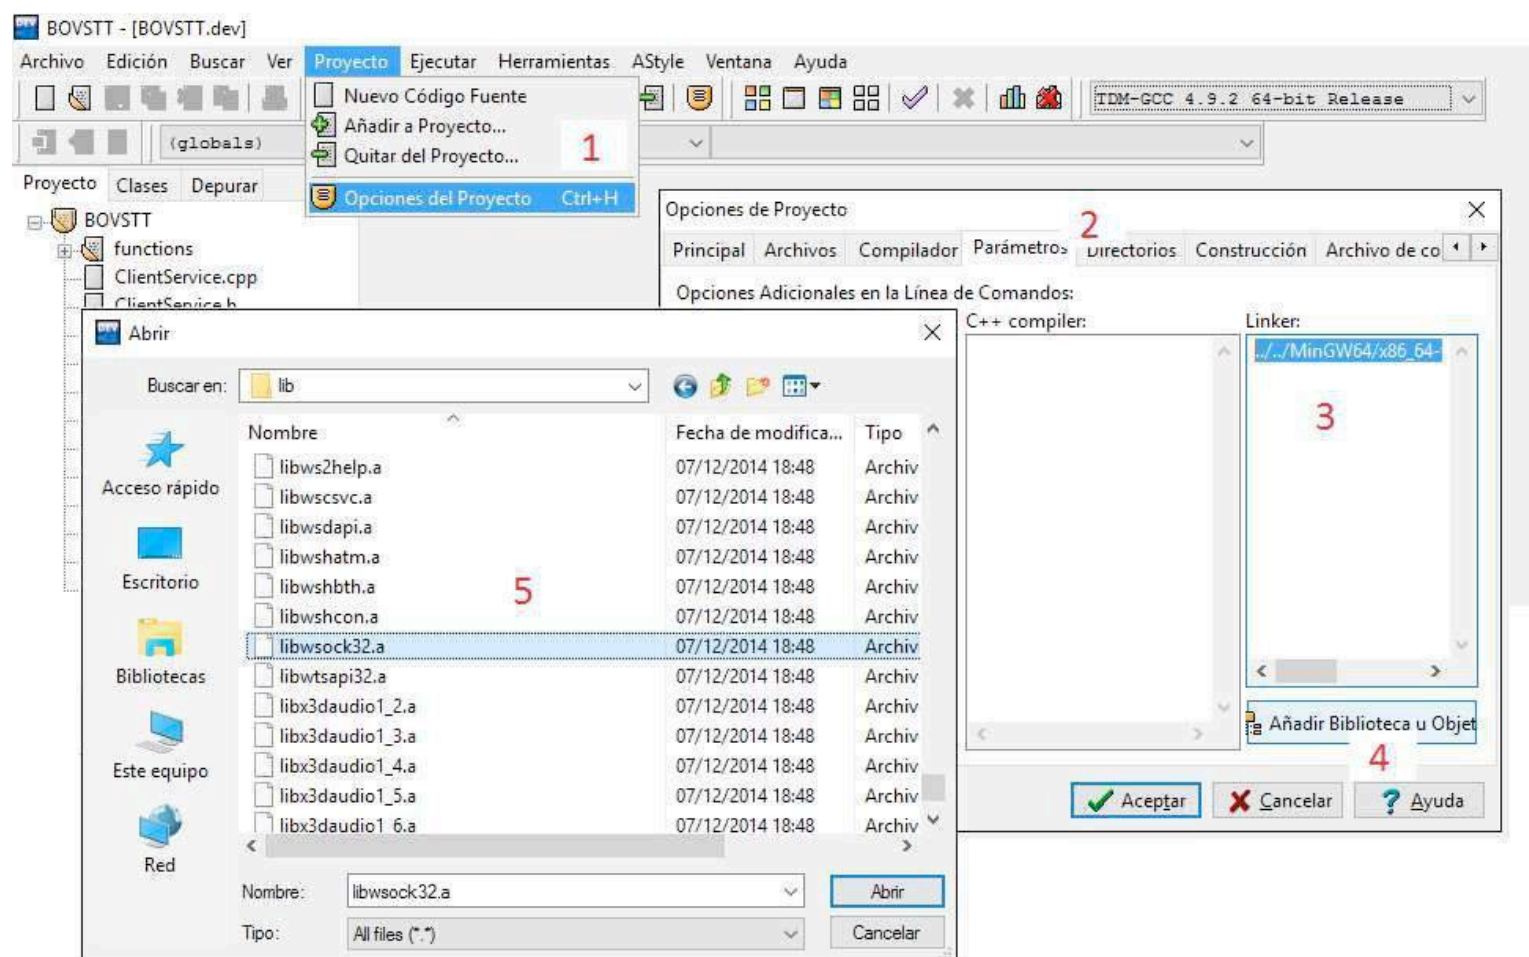 BOVSTT - [BOVSTT.dev]
Archivo Edición Buscar Ver Proyecto Ejecutar Herramientas AStyle Ventana Ayuda
Nuevo Código Fuente
Añadir a Proyecto...
Quitar del Proyecto...
Opciones del Proyecto Ctrl+H
1
TDM-GCC 4.9.2 64-bit Release
(globals)
Proyecto Clases Depurar
BOVSTT
functions
ClientService.cpp
ClientService.h
Opciones de Proyecto
2
Principal Archivos Compilador Parámetros Directorios Construcción Archivo de co
Opciones Adicionales en la Línea de Comandos:
C++ compiler: Linker:
../../MinGW64/x86_64-
3
Añadir Biblioteca u Objet
4
Aceptar Cancelar Ayuda
Abrir
Buscar en: lib
Acceso rápido
Escritorio
Bibliotecas
Este equipo
Red
Nombre Fecha de modifica... Tipo
libws2help.a 07/12/2014 18:48 Archiv
libwscsvc.a 07/12/2014 18:48 Archiv
libwsdapi.a 07/12/2014 18:48 Archiv
libwshatm.a 07/12/2014 18:48 Archiv
libwshbth.a 07/12/2014 18:48 Archiv
5
libwshcon.a 07/12/2014 18:48 Archiv
libwsock32.a 07/12/2014 18:48 Archiv
libwtsapi32.a 07/12/2014 18:48 Archiv
libx3daudio1_2.a 07/12/2014 18:48 Archiv
libx3daudio1_3.a 07/12/2014 18:48 Archiv
libx3daudio1_4.a 07/12/2014 18:48 Archiv
libx3daudio1_5.a 07/12/2014 18:48 Archiv
libx3daudio1_6.a 07/12/2014 18:48 Archiv
Nombre: libwsock32.a Abrir
Tipo: All files (*.*) Cancelar